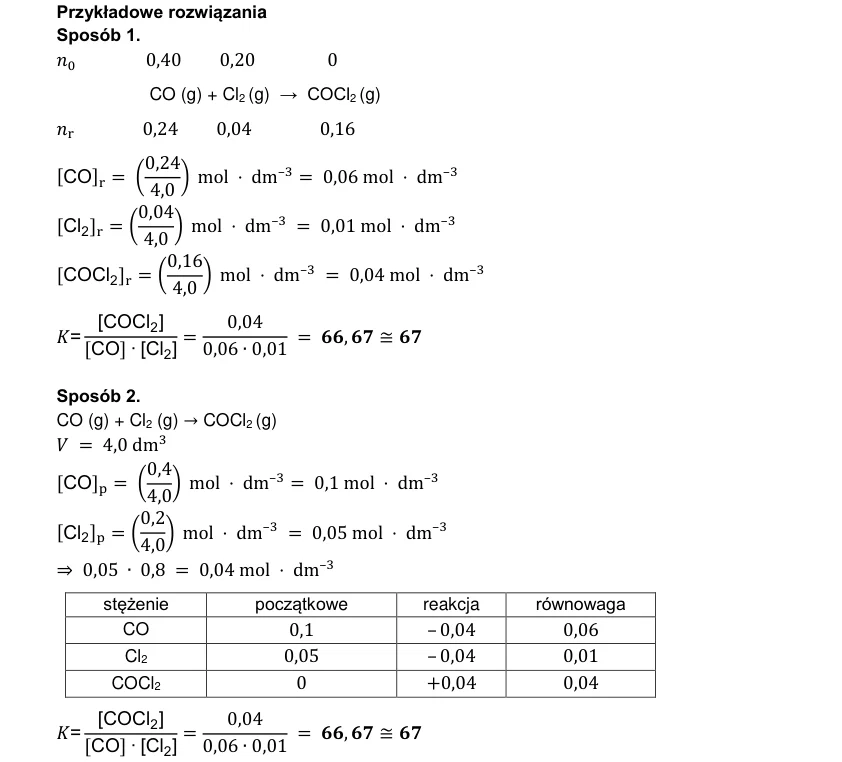 Przykładowe rozwiązania
Sposób 1.
n₀ 0,40 0,20 0
CO (g) + Cl₂ (g) → COCl₂ (g)
nᵣ 0,24 0,04 0,16
[CO]ᵣ = (0,24/4,0) mol · dm⁻³ = 0,06 mol · dm⁻³
[Cl₂]ᵣ = (0,04/4,0) mol · dm⁻³ = 0,01 mol · dm⁻³
[COCl₂]ᵣ = (0,16/4,0) mol · dm⁻³ = 0,04 mol · dm⁻³
K= [COCl₂]/[CO] · [Cl₂] = 0,04/0,06 · 0,01 = 66,67 ≅ 67
Sposób 2.
CO (g) + Cl₂ (g) → COCl₂ (g)
V = 4,0 dm³
[CO]ₚ = (0,4/4,0) mol · dm⁻³ = 0,1 mol · dm⁻³
[Cl₂]ₚ = (0,2/4,0) mol · dm⁻³ = 0,05 mol · dm⁻³
⇒ 0,05 · 0,8 = 0,04 mol · dm⁻³
stężenie początkowe reakcja równowaga
CO 0,1 −0,04 0,06
Cl₂ 0,05 −0,04 0,01
COCl₂ 0 +0,04 0,04
K= [COCl₂]/[CO] · [Cl₂] = 0,04/0,06 · 0,01 = 66,67 ≅ 67